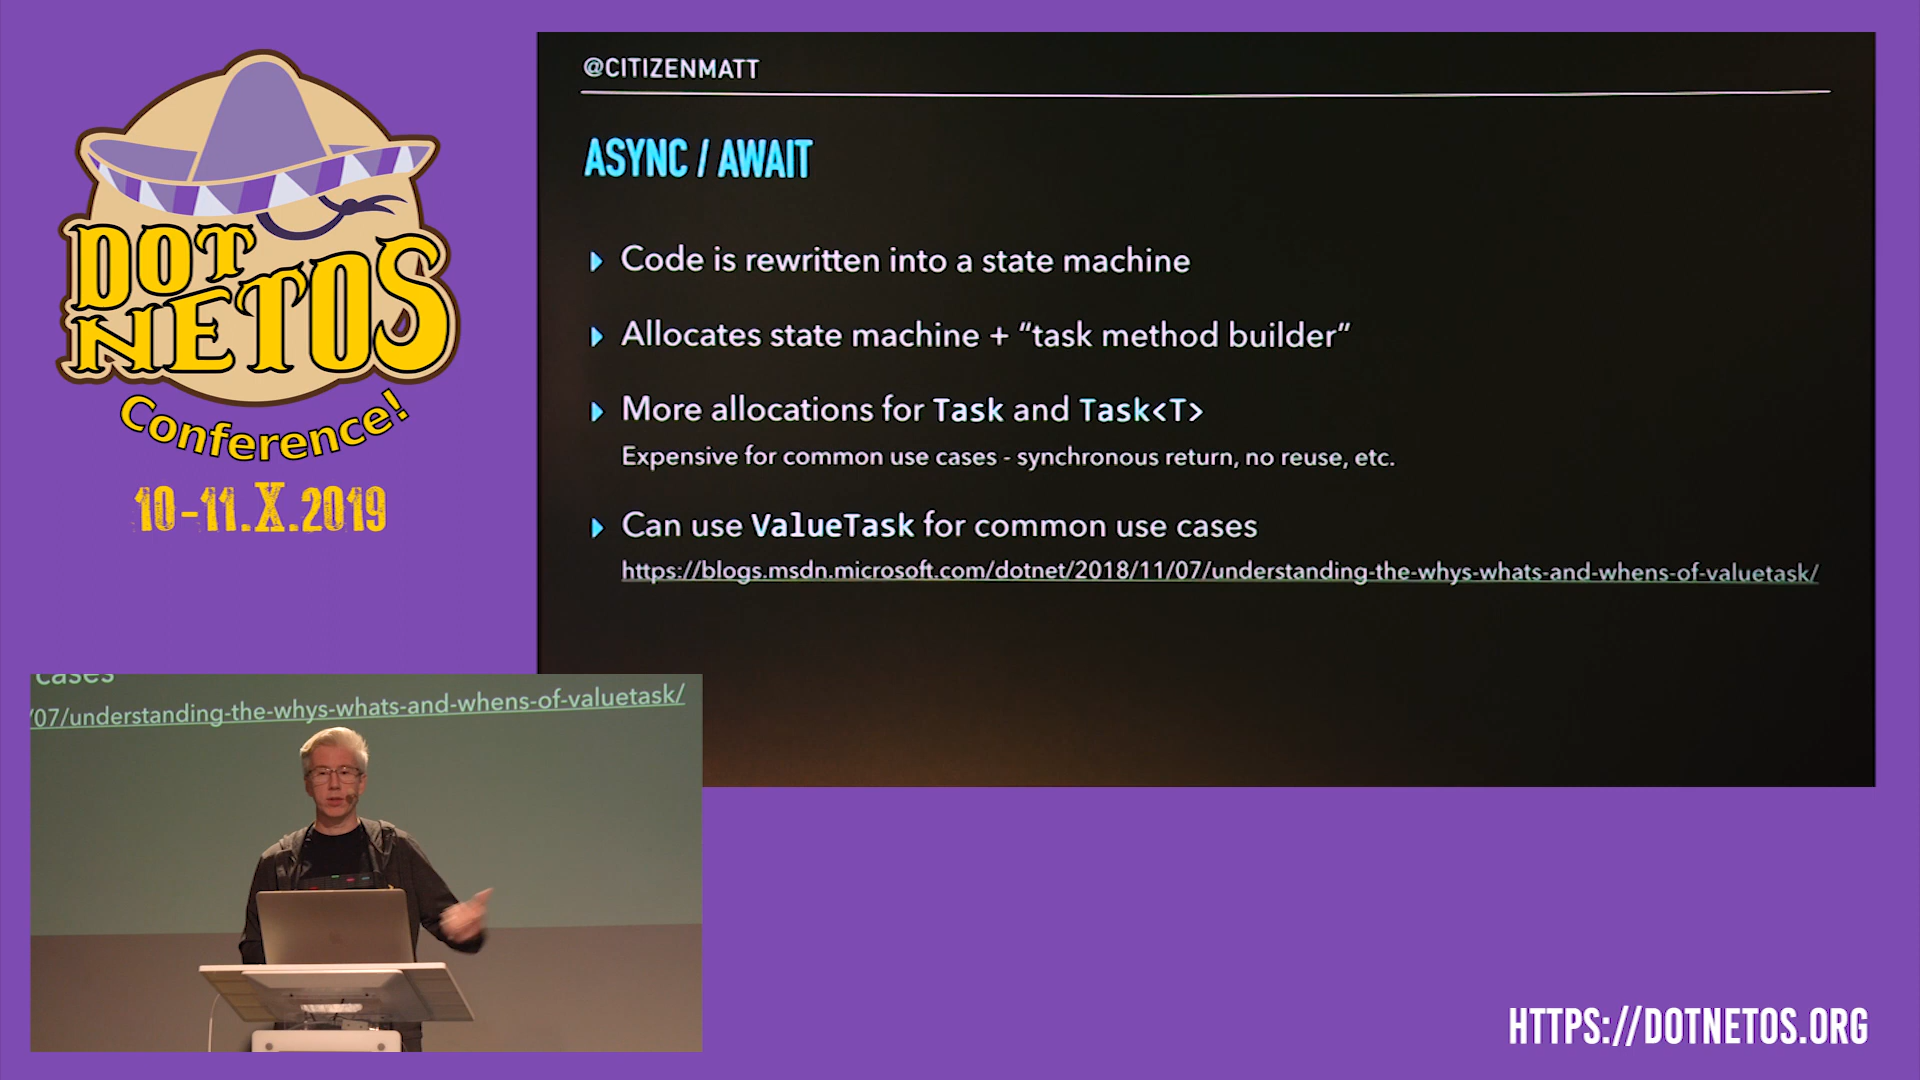 DOT
NETOS
Conference!
10-11.X.2019
@CITIZENMATT
ASYNC / AWAIT
Code is rewritten into a state machine
Allocates state machine + “task method builder”
More allocations for Task and Task<T>
Expensive for common use cases - synchronous return, no reuse, etc.
Can use ValueTask for common use cases
https://blogs.msdn.microsoft.com/dotnet/2018/11/07/understanding-the-whys-whats-and-whens-of-valuetask/
cases
/07/understanding-the-whys-whats-and-whens-of-valuetask/
HTTPS://DOTNETOS.ORG